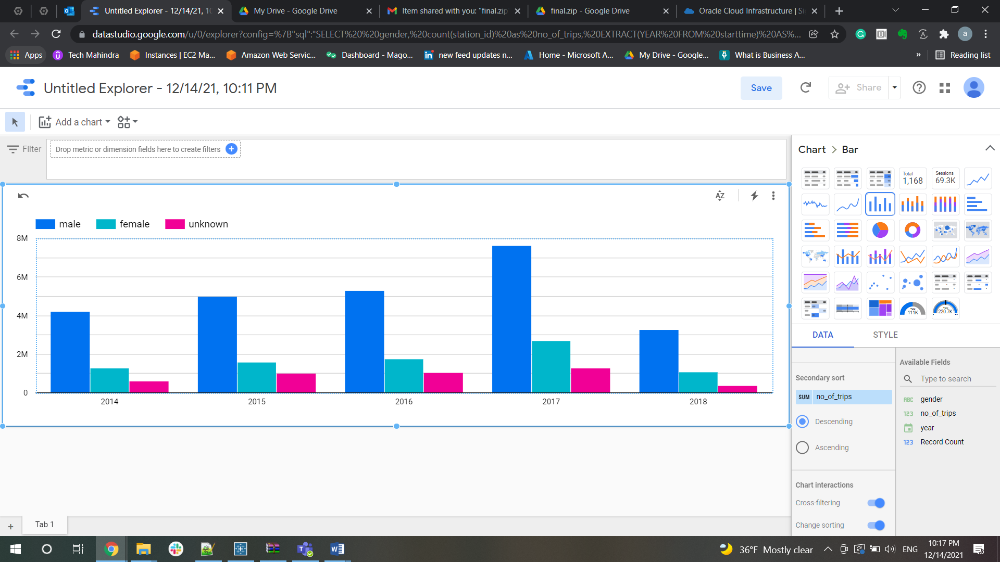 Untitled Explorer - 12/14/21, 10
My Drive - Google Drive
Item shared with you: "final.zip"
final.zip - Google Drive
Oracle Cloud Infrastructure | Si
datastudio.google.com/u/0/explorer?config=%7B"sql":"SELECT%20%20gender,%20count(station_id)%20as%20no_of_trips,%20EXTRACT(YEAR%20FROM%20starttime)%20AS%...
a
Apps
Tech Mahindra
Instances | EC2 Ma...
Amazon Web Servic...
Dashboard - Mago...
new feed updates n...
Home - Microsoft A...
My Drive - Google...
What is Business A...
»
Reading list
Untitled Explorer - 12/14/21, 10:11 PM
Save
Share
Add a chart
Filter
Drop metric or dimension fields here to create filters
male
female
unknown
8M
6M
4M
2M
0
2014
2015
2016
2017
2018
Chart > Bar
Total
1,168
Sessions
69.3K
Total
111K
Total
220.7K
DATA
STYLE
Secondary sort
SUM no_of_trips
Descending
Ascending
Chart interactions
Cross-filtering
Change sorting
Available Fields
Type to search
ABC gender
123 no_of_trips
year
123 Record Count
+
Tab 1
36°F Mostly clear
ENG
10:17 PM
12/14/2021